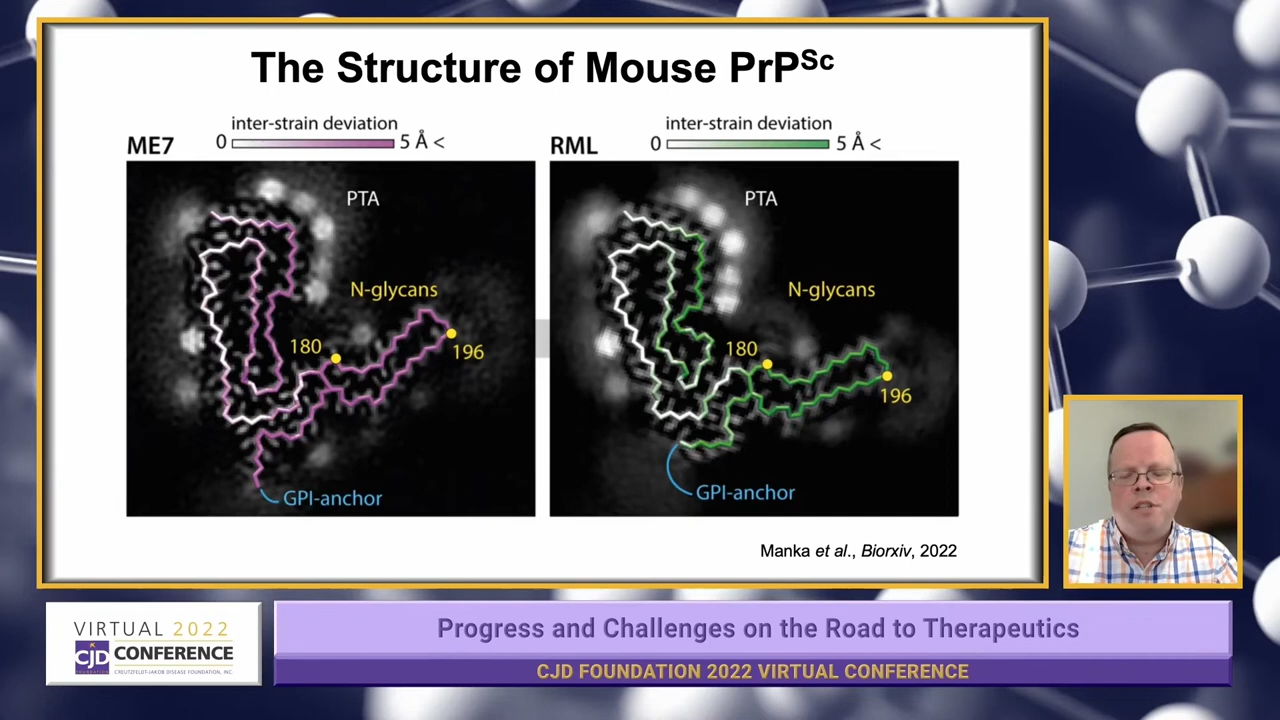 The Structure of Mouse PrPSc
inter-strain deviation
ME7 0 5 Å <
PTA
N-glycans
180
196
GPI-anchor
inter-strain deviation
RML 0 5 Å <
PTA
N-glycans
180
196
GPI-anchor
Manka et al., Biorxiv, 2022
VIRTUAL 2022
CJD CONFERENCE
FOUNDATION CREUTZFELDT-JAKOB DISEASE FOUNDATION, INC.
Progress and Challenges on the Road to Therapeutics
CJD FOUNDATION 2022 VIRTUAL CONFERENCE